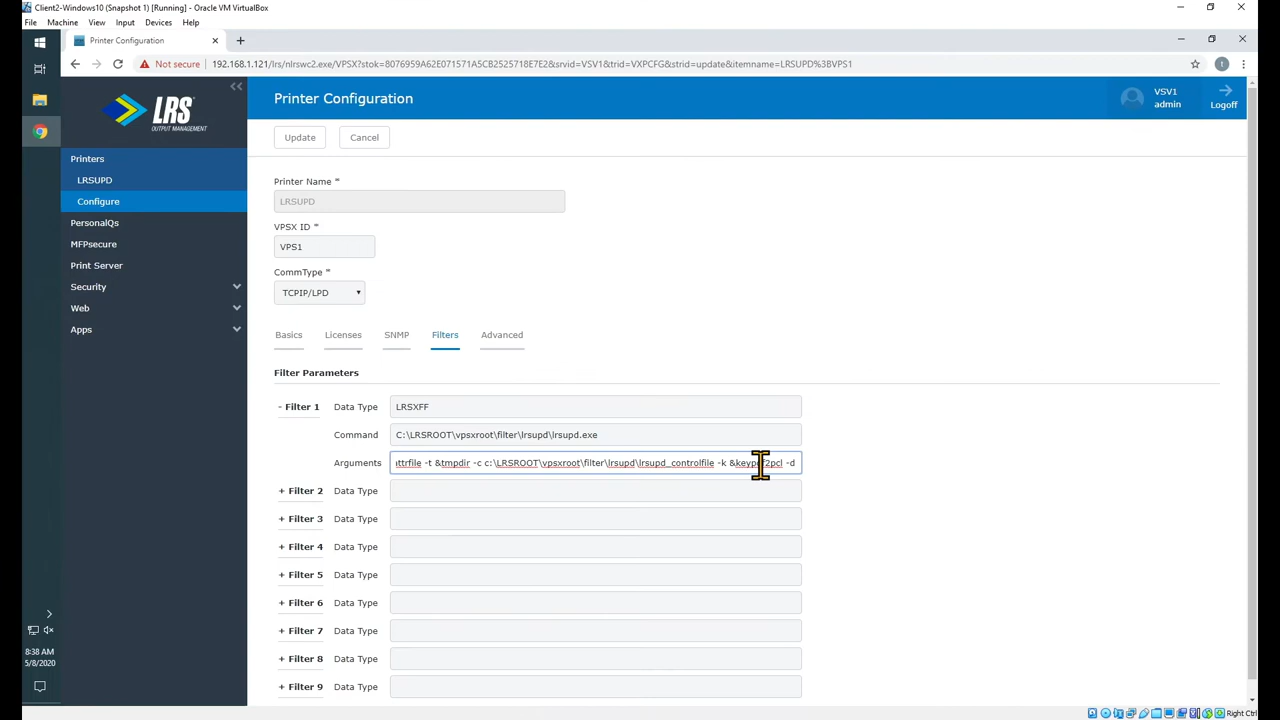 Client2-Windows10 (Snapshot 1) [Running] - Oracle VM VirtualBox
File Machine View Input Devices Help
Printer Configuration
Not secure 192.168.1.121/lrs/nlrswc2.exe/VPSX?stok=8076959A62E071571A5CB2525718E7E2&srvid=VSV1&trid=VXPCFG&strid=update&itemname=LRSUPD%3BVPS1
LRS
OUTPUT MANAGEMENT
Printer Configuration
VSV1
admin
Logoff
Update Cancel
Printers
LRSUPD
Configure
PersonalQs
MFPsecure
Print Server
Security
Web
Apps
Printer Name *
LRSUPD
VPSX ID *
VPS1
CommType *
TCPIP/LPD
Basics Licenses SNMP Filters Advanced
Filter Parameters
- Filter 1 Data Type LRSXFF
Command C:\LRSROOT\vpsxroot\filter\lrsupd\lrsupd.exe
Arguments ttrfile -t &tmpdir -c c:\LRSROOT\vpsxroot\filter\lrsupd\lrsupd_controlfile -k &keypdf2pcl -d
+ Filter 2 Data Type
+ Filter 3 Data Type
+ Filter 4 Data Type
+ Filter 5 Data Type
+ Filter 6 Data Type
+ Filter 7 Data Type
+ Filter 8 Data Type
+ Filter 9 Data Type
8:38 AM
5/8/2020
Right Ctrl